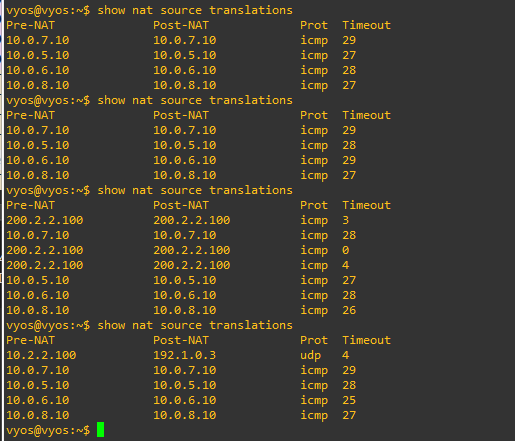 vyos@vyos:~$ show nat source translations
Pre-NAT Post-NAT Prot Timeout
10.0.7.10 10.0.7.10 icmp 29
10.0.5.10 10.0.5.10 icmp 27
10.0.6.10 10.0.6.10 icmp 28
10.0.8.10 10.0.8.10 icmp 27
vyos@vyos:~$ show nat source translations
Pre-NAT Post-NAT Prot Timeout
10.0.7.10 10.0.7.10 icmp 29
10.0.5.10 10.0.5.10 icmp 28
10.0.6.10 10.0.6.10 icmp 29
10.0.8.10 10.0.8.10 icmp 27
vyos@vyos:~$ show nat source translations
Pre-NAT Post-NAT Prot Timeout
200.2.2.100 200.2.2.100 icmp 3
10.0.7.10 10.0.7.10 icmp 28
200.2.2.100 200.2.2.100 icmp 0
200.2.2.100 200.2.2.100 icmp 4
10.0.5.10 10.0.5.10 icmp 27
10.0.6.10 10.0.6.10 icmp 28
10.0.8.10 10.0.8.10 icmp 26
vyos@vyos:~$ show nat source translations
Pre-NAT Post-NAT Prot Timeout
10.2.2.100 192.1.0.3 udp 4
10.0.7.10 10.0.7.10 icmp 29
10.0.5.10 10.0.5.10 icmp 28
10.0.6.10 10.0.6.10 icmp 25
10.0.8.10 10.0.8.10 icmp 27
vyos@vyos:~$